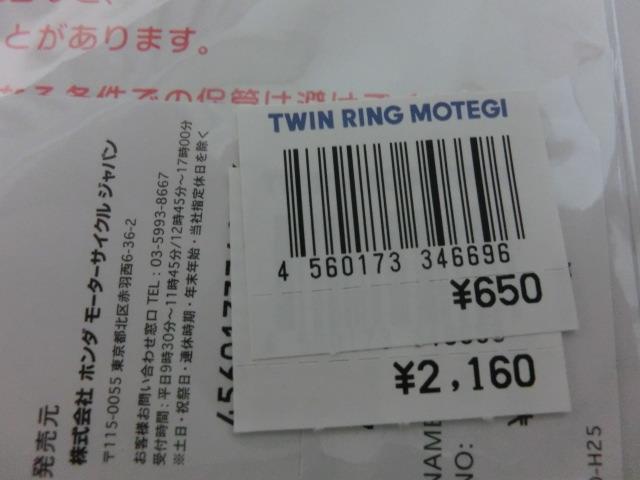 とがあります。
TWIN RING MOTEGI
4 560173 346696
¥650
¥2,160
発売元
株式会社 ホンダ モーターサイクル ジャパン
〒115-0055 東京都北区赤羽西6-36-2
お客様お問い合わせ窓口 TEL : 03-5993-8667
受付時間 : 平日9時30分〜11時45分/12時45分〜17時00分
※土日・祝祭日・連休時期・年末年始・当社指定休日を除く
NAME
NO:
-H25